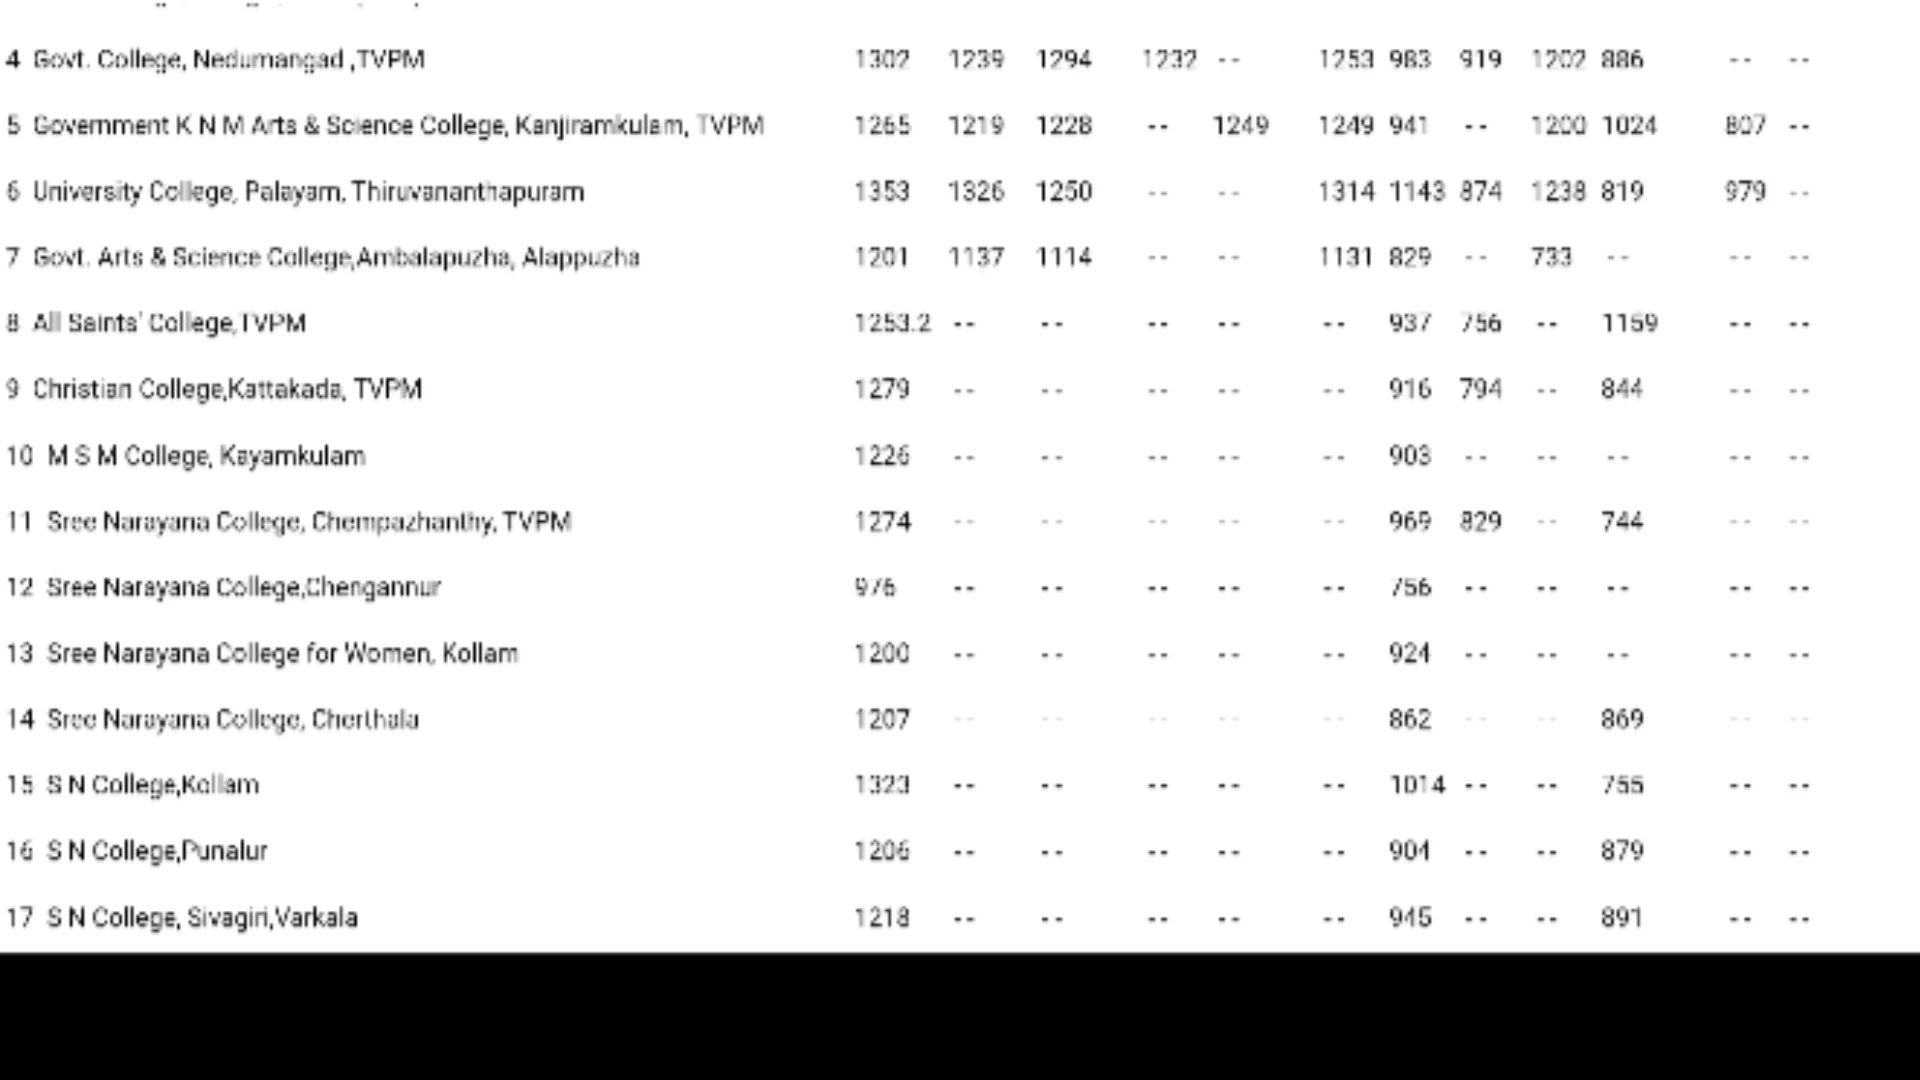 4 Govt. College, Nedumangad ,TVPM 1302 1239 1294 1232 -- 1253 983 919 1202 886 -- --
5 Government K N M Arts & Science College, Kanjiramkulam, TVPM 1265 1219 1228 -- 1249 1249 941 -- 1200 1024 807 --
6 University College, Palayam, Thiruvananthapuram 1353 1326 1250 -- -- 1314 1143 874 1238 819 979 --
7 Govt. Arts & Science College,Ambalapuzha, Alappuzha 1201 1137 1114 -- -- 1131 829 -- 733 -- -- --
8 All Saints' College,TVPM 1253.2 -- -- -- -- -- 937 756 -- 1159 -- --
9 Christian College,Kattakada, TVPM 1279 -- -- -- -- -- 916 794 -- 844 -- --
10 M S M College, Kayamkulam 1226 -- -- -- -- -- 903 -- -- -- -- --
11 Sree Narayana College, Chempazhanthy, TVPM 1274 -- -- -- -- -- 969 829 -- 744 -- --
12 Sree Narayana College,Chengannur 976 -- -- -- -- -- 756 -- -- -- -- --
13 Sree Narayana College for Women, Kollam 1200 -- -- -- -- -- 924 -- -- -- -- --
14 Sree Narayana College, Cherthala 1207 -- -- -- -- -- 862 -- -- 869 -- --
15 S N College,Kollam 1323 -- -- -- -- -- 1014 -- -- 755 -- --
16 S N College,Punalur 1206 -- -- -- -- -- 904 -- -- 879 -- --
17 S N College, Sivagiri,Varkala 1218 -- -- -- -- -- 945 -- -- 891 -- --